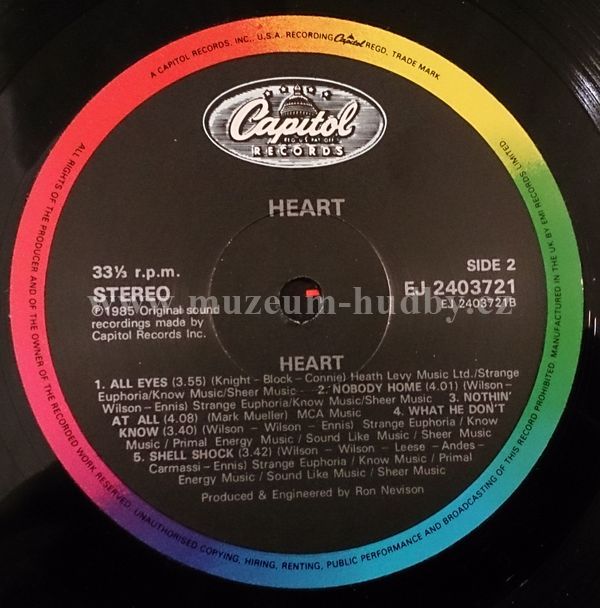 A CAPITOL RECORDS, INC., U.S.A. RECORDING Capitol REGD. TRADE MARK
Capitol
REG. U.S. PAT. OFF.
RECORDS
HEART
33⅓ r.p.m.
STEREO
℗1985 Original sound
recordings made by
Capitol Records Inc.
SIDE 2
EJ 2403721
EJ 2403721B
www.muzeum-hudby.cz
HEART
1. ALL EYES (3.55) (Knight – Block – Connie) Heath Levy Music Ltd./Strange
Euphoria/Know Music/Sheer Music 2. NOBODY HOME (4.01) (Wilson –
Wilson – Ennis) Strange Euphoria/Know Music/Sheer Music 3. NOTHIN'
AT ALL (4.08) (Mark Mueller) MCA Music 4. WHAT HE DON'T
KNOW (3.40) (Wilson – Wilson – Ennis) Strange Euphoria / Know
Music / Primal Energy Music / Sound Like Music / Sheer Music
5. SHELL SHOCK (3.42) (Wilson – Wilson – Leese – Andes –
Carmassi – Ennis) Strange Euphoria / Know Music / Primal
Energy Music / Sound Like Music / Sheer Music
Produced & Engineered by Ron Nevison
ALL RIGHTS OF THE PRODUCER AND OF THE OWNER OF THE RECORDED WORK RESERVED. UNAUTHORISED COPYING, HIRING, RENTING, PUBLIC PERFORMANCE AND BROADCASTING OF THIS RECORD PROHIBITED. MANUFACTURED IN THE UK BY EMI RECORDS LIMITED